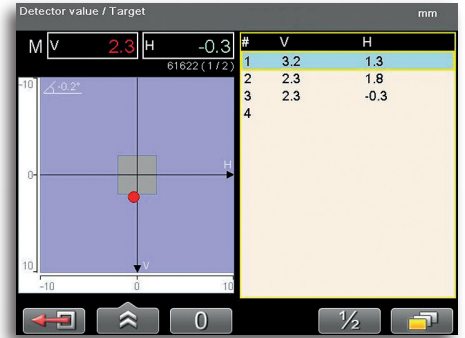 Detector value / Target mm
M V 2.3 H -0.3
61622 (1/2)
# V H
1 3.2 1.3
2 2.3 1.8
3 2.3 -0.3
4
-0.2°
-10
0
10
H
V
-10 0 10
0
½